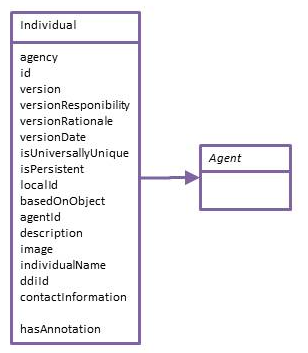 Individual
agency
id
version
versionResponibility
versionRationale
versionDate
isUniversallyUnique
isPersistent
localId
basedOnObject
agentId
description
image
individualName
ddiId
contactInformation
hasAnnotation
Agent